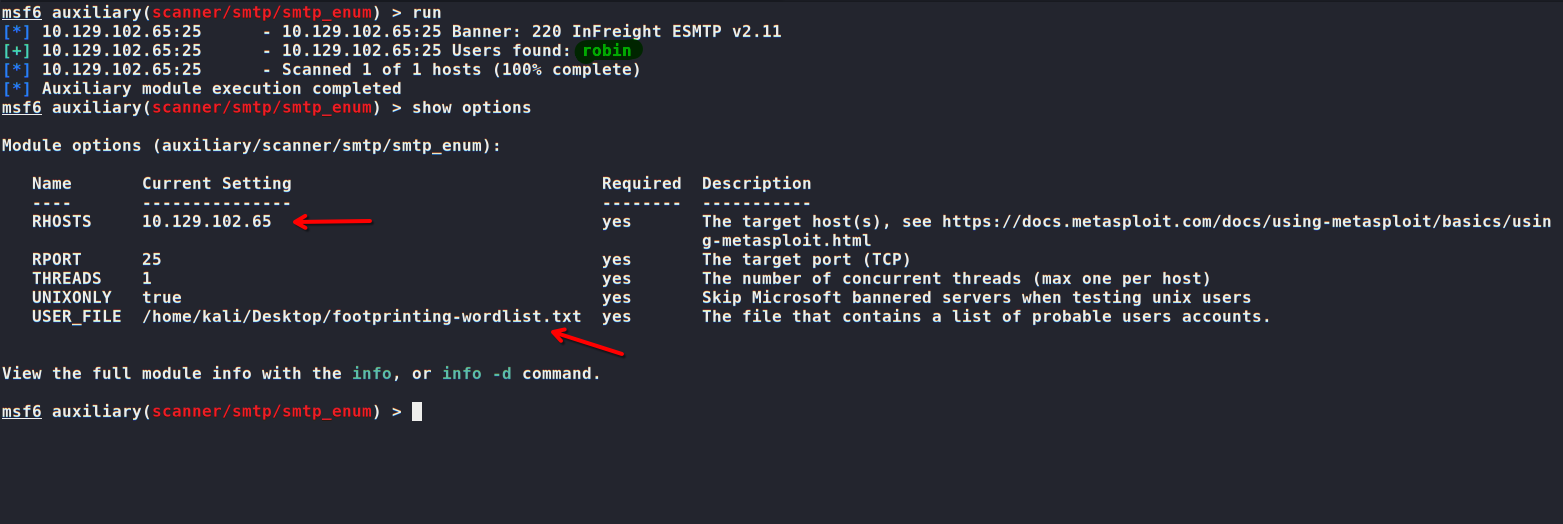 msf6 auxiliary(scanner/smtp/smtp_enum) > run
[*] 10.129.102.65:25      - 10.129.102.65:25 Banner: 220 InFreight ESMTP v2.11
[+] 10.129.102.65:25      - 10.129.102.65:25 Users found: robin
[*] 10.129.102.65:25      - Scanned 1 of 1 hosts (100% complete)
[*] Auxiliary module execution completed
msf6 auxiliary(scanner/smtp/smtp_enum) > show options
Module options (auxiliary/scanner/smtp/smtp_enum):
   Name       Current Setting                               Required  Description
   ----       ---------------                               --------  -----------
   RHOSTS     10.129.102.65                                 yes       The target host(s), see https://docs.metasploit.com/docs/using-metasploit/basics/usin
                                                                      g-metasploit.html
   RPORT      25                                            yes       The target port (TCP)
   THREADS    1                                             yes       The number of concurrent threads (max one per host)
   UNIXONLY   true                                          yes       Skip Microsoft bannered servers when testing unix users
   USER_FILE  /home/kali/Desktop/footprinting-wordlist.txt  yes       The file that contains a list of probable users accounts.
View the full module info with the info, or info -d command.
msf6 auxiliary(scanner/smtp/smtp_enum) >